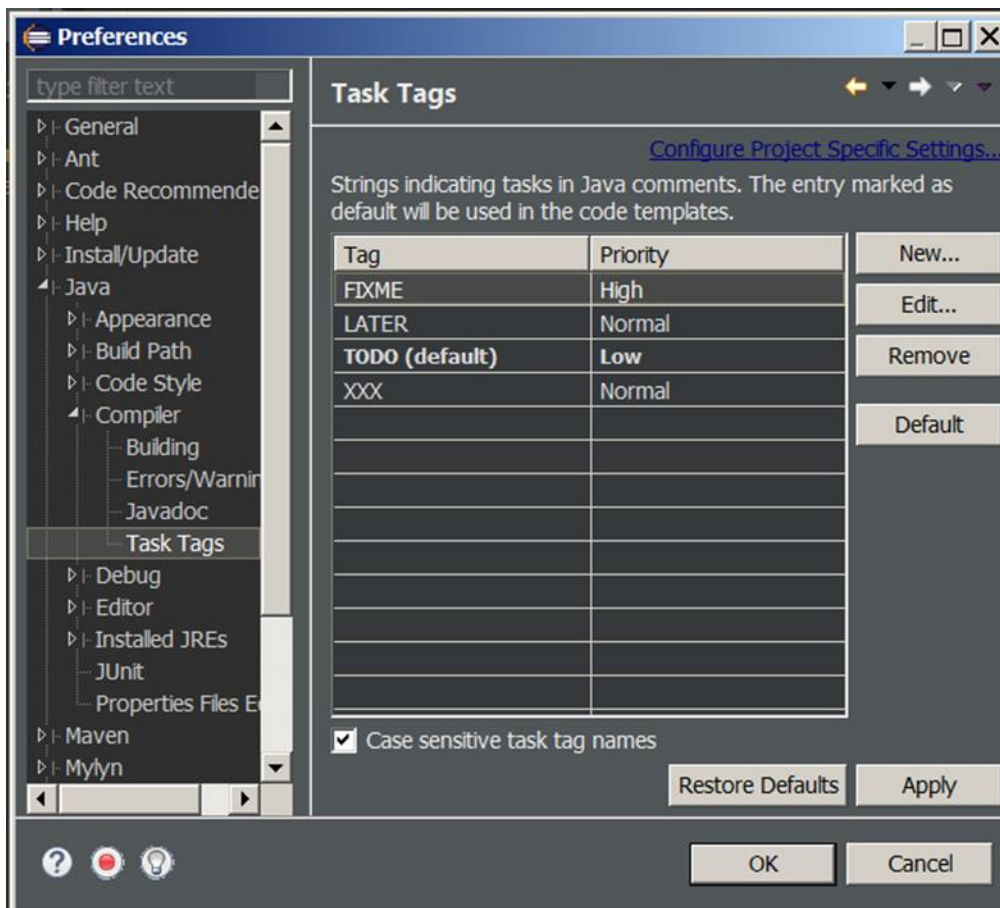 Preferences
type filter text
General
Ant
Code Recommende
Help
Install/Update
Java
Appearance
Build Path
Code Style
Compiler
Building
Errors/Warnin
Javadoc
Task Tags
Debug
Editor
Installed JREs
JUnit
Properties Files E
Maven
Mylyn
Task Tags
Configure Project Specific Settings...
Strings indicating tasks in Java comments. The entry marked as
default will be used in the code templates.
Tag Priority
FIXME High
LATER Normal
TODO (default) Low
XXX Normal
New...
Edit...
Remove
Default
Case sensitive task tag names
Restore Defaults Apply
OK Cancel